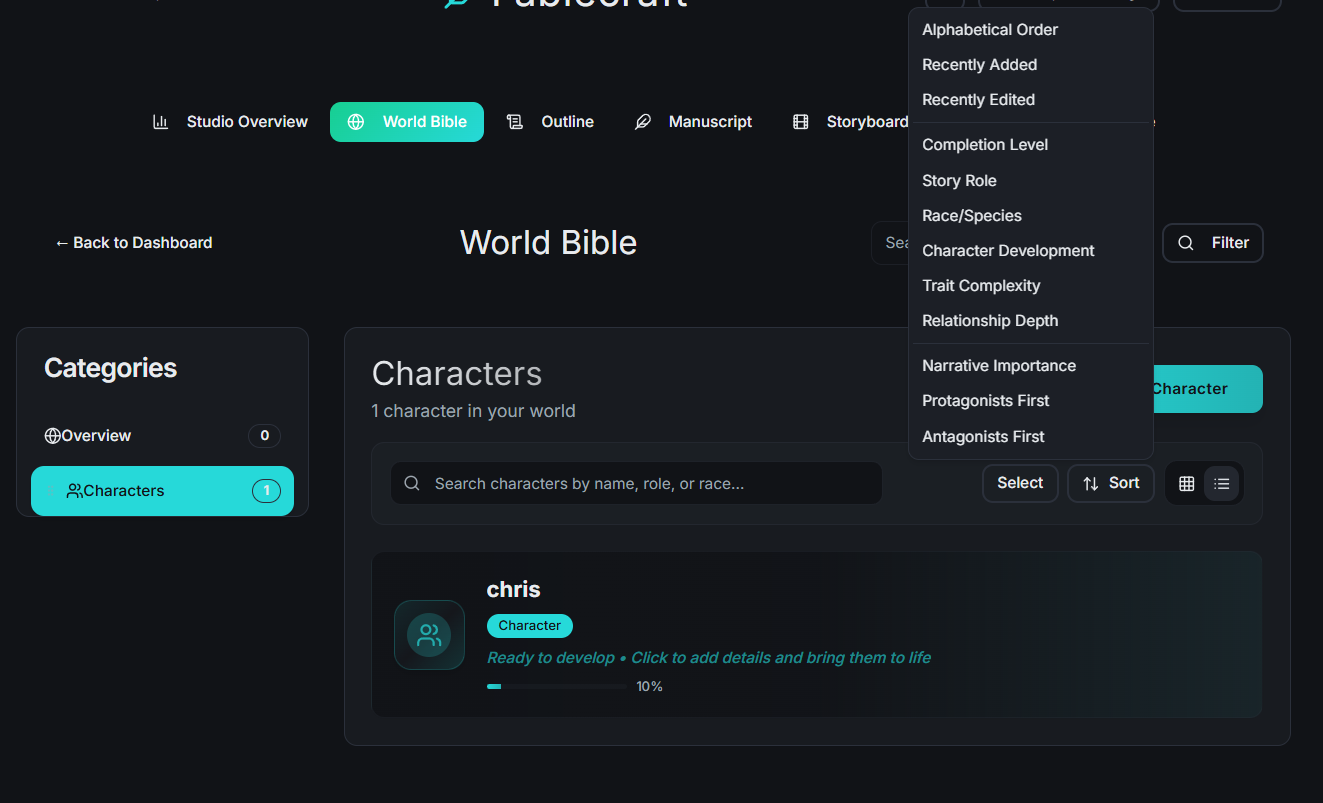 Fablecraft
Alphabetical Order
Recently Added
Recently Edited
Completion Level
Story Role
Race/Species
Character Development
Trait Complexity
Relationship Depth
Narrative Importance
Protagonists First
Antagonists First
Studio Overview
World Bible
Outline
Manuscript
Storyboard
← Back to Dashboard
World Bible
Sea
Filter
Categories
Overview
0
Characters
1
Characters
1 character in your world
Character
Search characters by name, role, or race...
Select
Sort
chris
Character
Ready to develop • Click to add details and bring them to life
10%